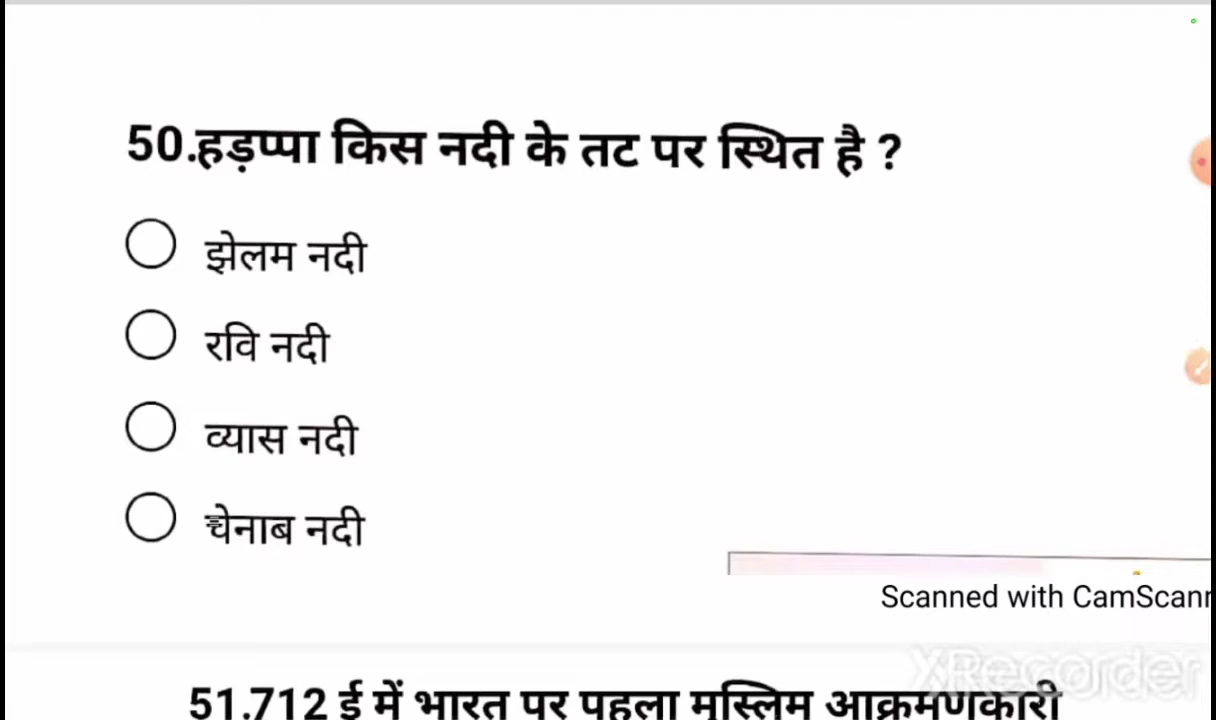 50.हड़प्पा किस नदी के तट पर स्थित है ?
झेलम नदी
रवि नदी
व्यास नदी
चेनाब नदी
Scanned with CamScann
XRecorder
51.712 ई में भारत पर पहला मुस्लिम आक्रमणकारी